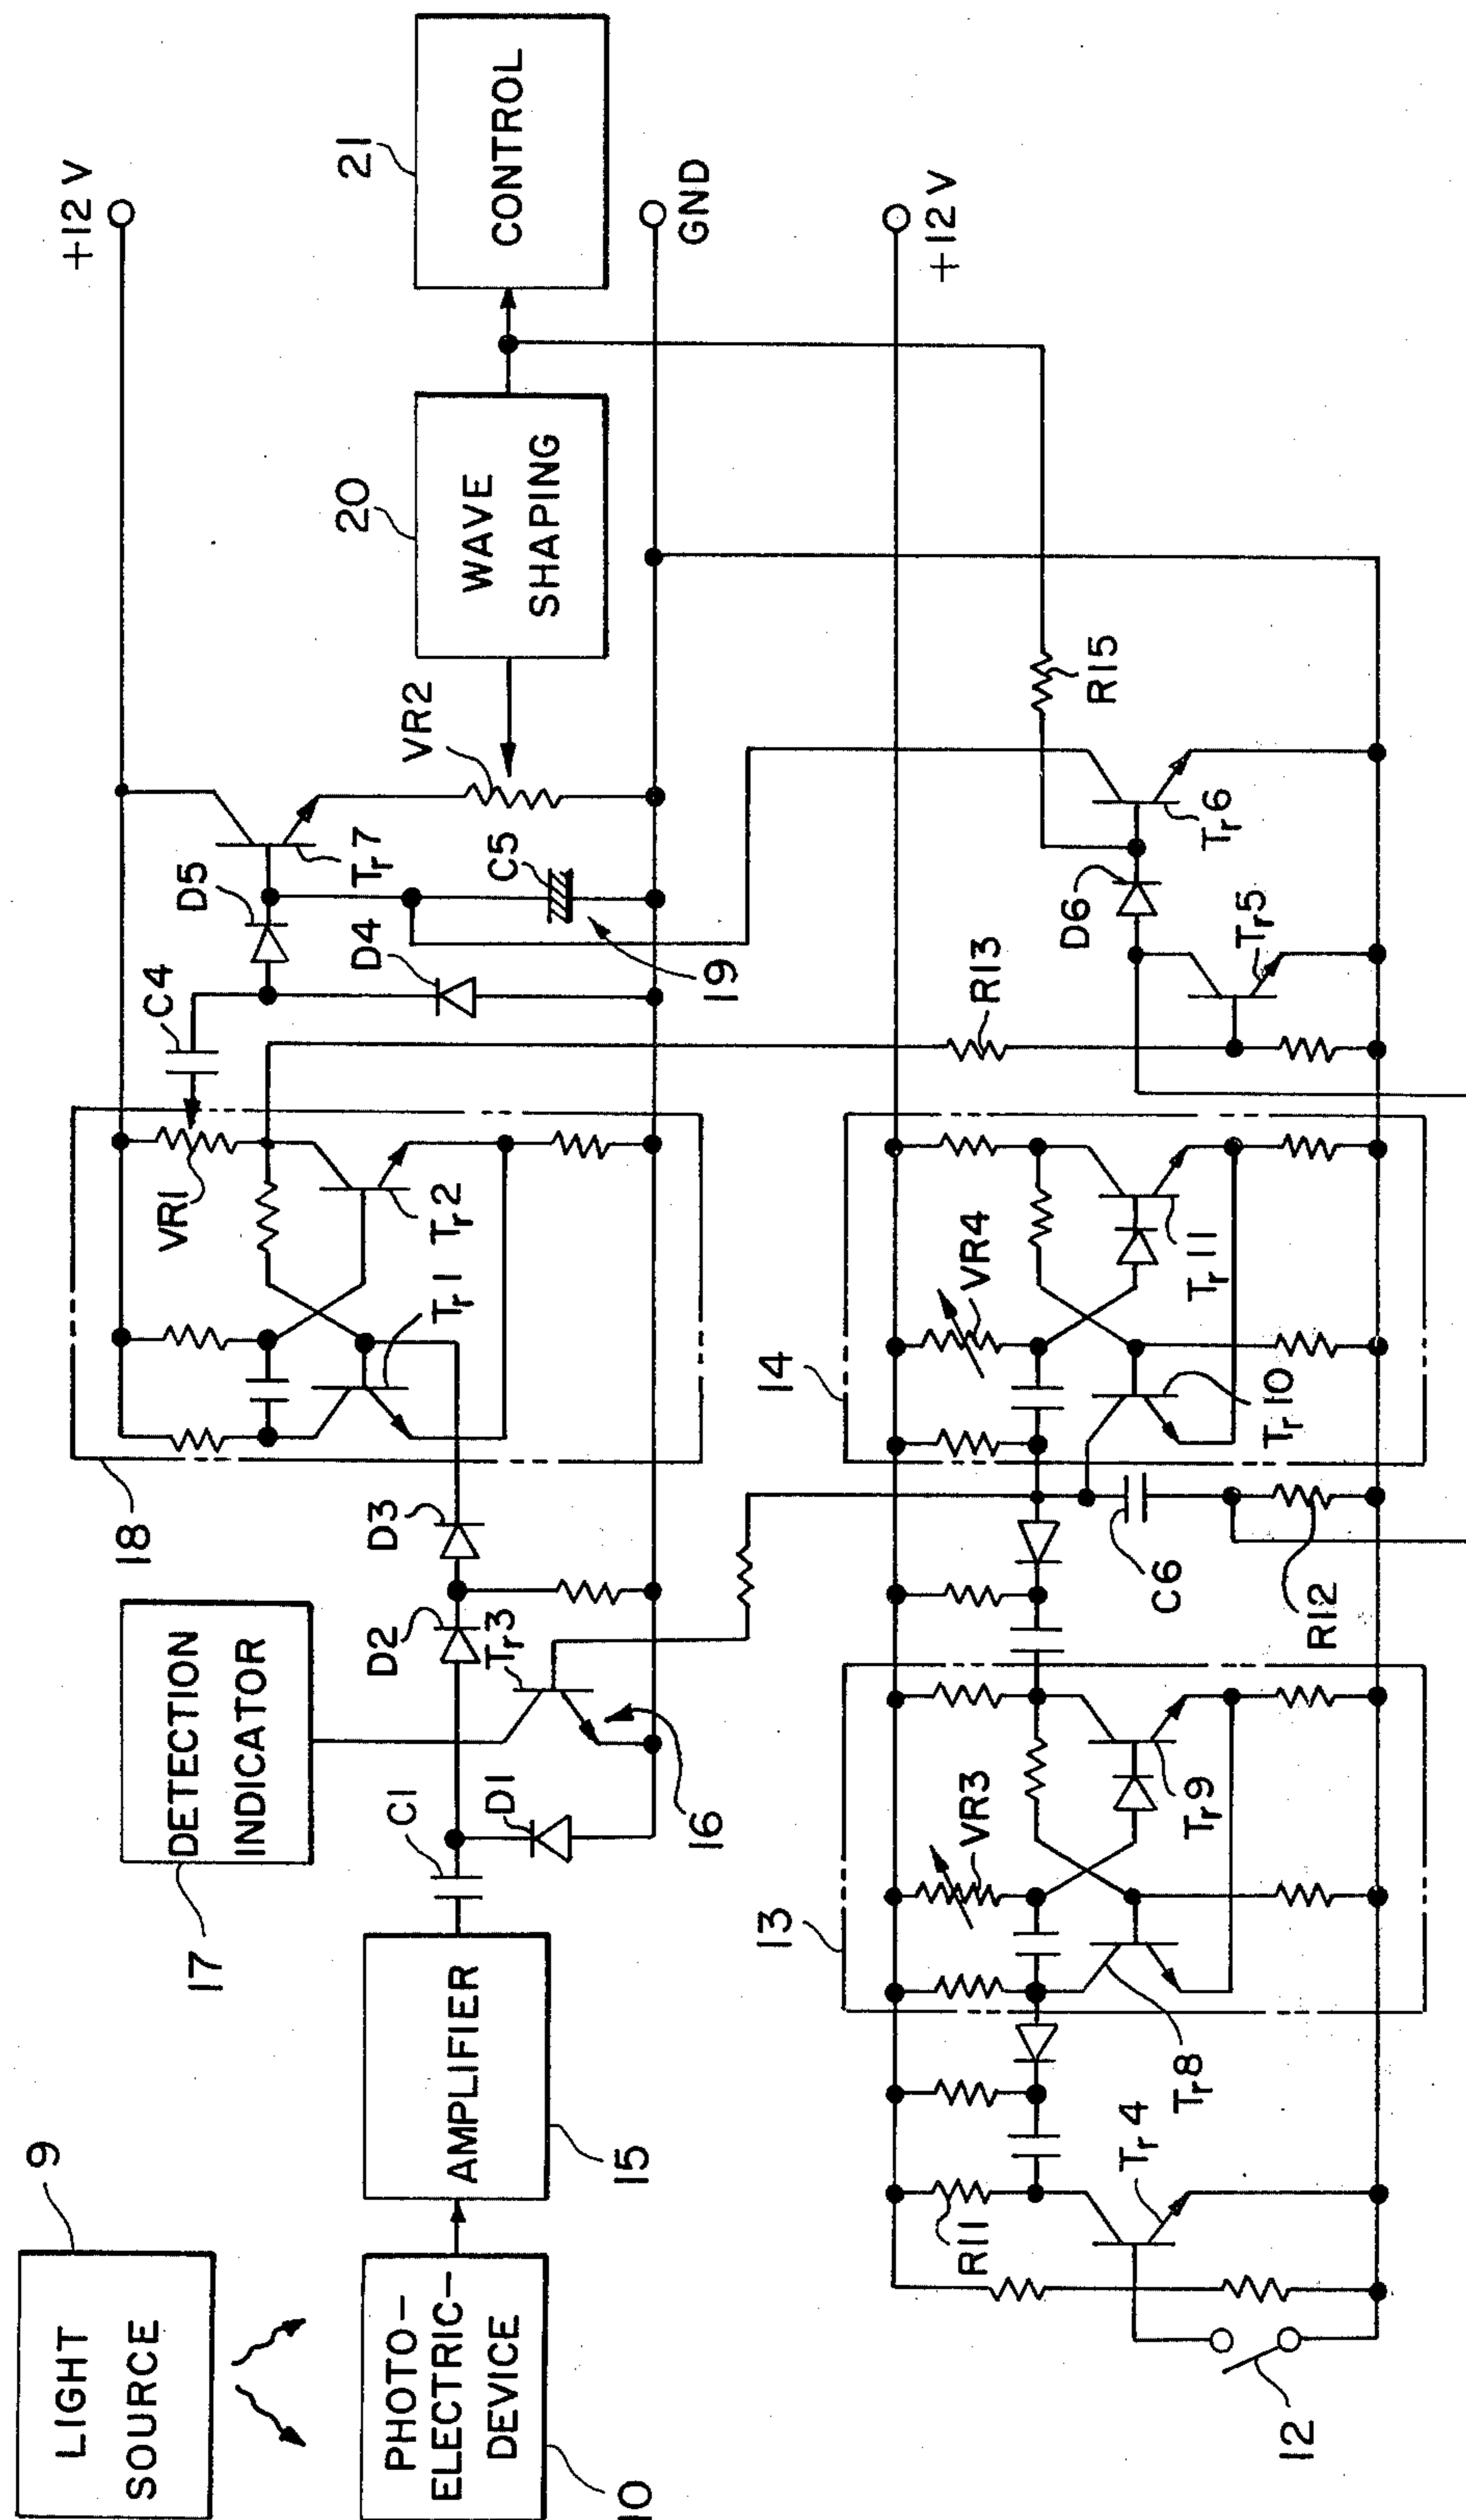 9
LIGHT
SOURCE
PHOTO-
ELECTRIC-
DEVICE
10
AMPLIFIER
15
17
DETECTION
INDICATOR
C1
D1
16
D2
Tr3
D3
18
Tr1
Tr2
VR1
C4
D4
D5
19
C5
Tr7
VR2
20
WAVE
SHAPING
21
CONTROL
+12V
GND
12
R11
Tr4
Tr8
13
VR3
Tr9
C6
R12
14
Tr10
VR4
Tr11
R13
Tr5
D6
Tr6
R15
+12V